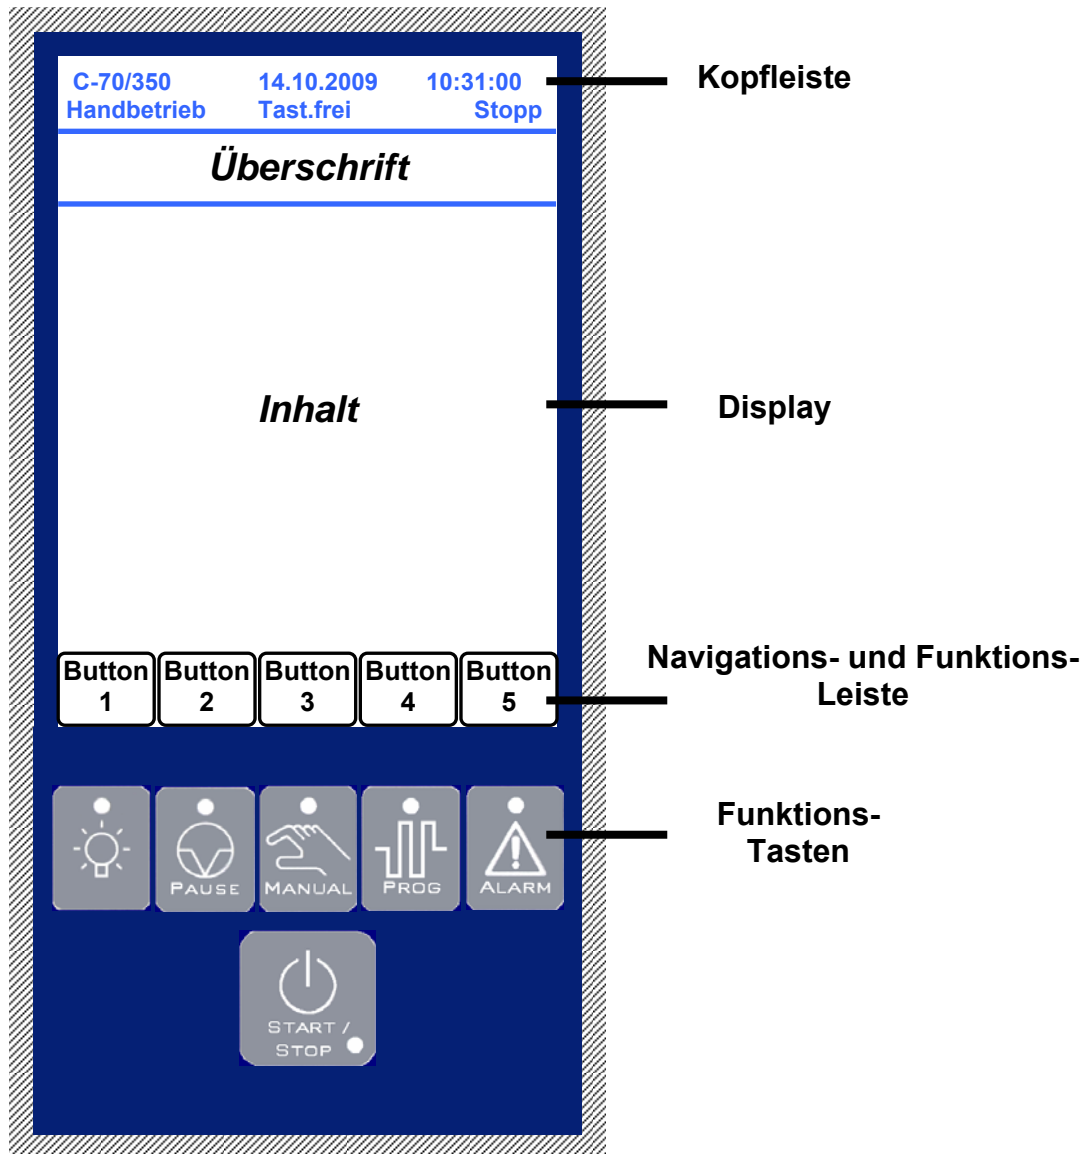 C-70/350 14.10.2009 10:31:00
Handbetrieb Tast.frei Stopp
Kopfleiste
Überschrift
Inhalt
Display
Button Button Button Button Button
1 2 3 4 5
Navigations- und Funktions-
Leiste
PAUSE MANUAL PROG ALARM
Funktions-
Tasten
START /
STOP